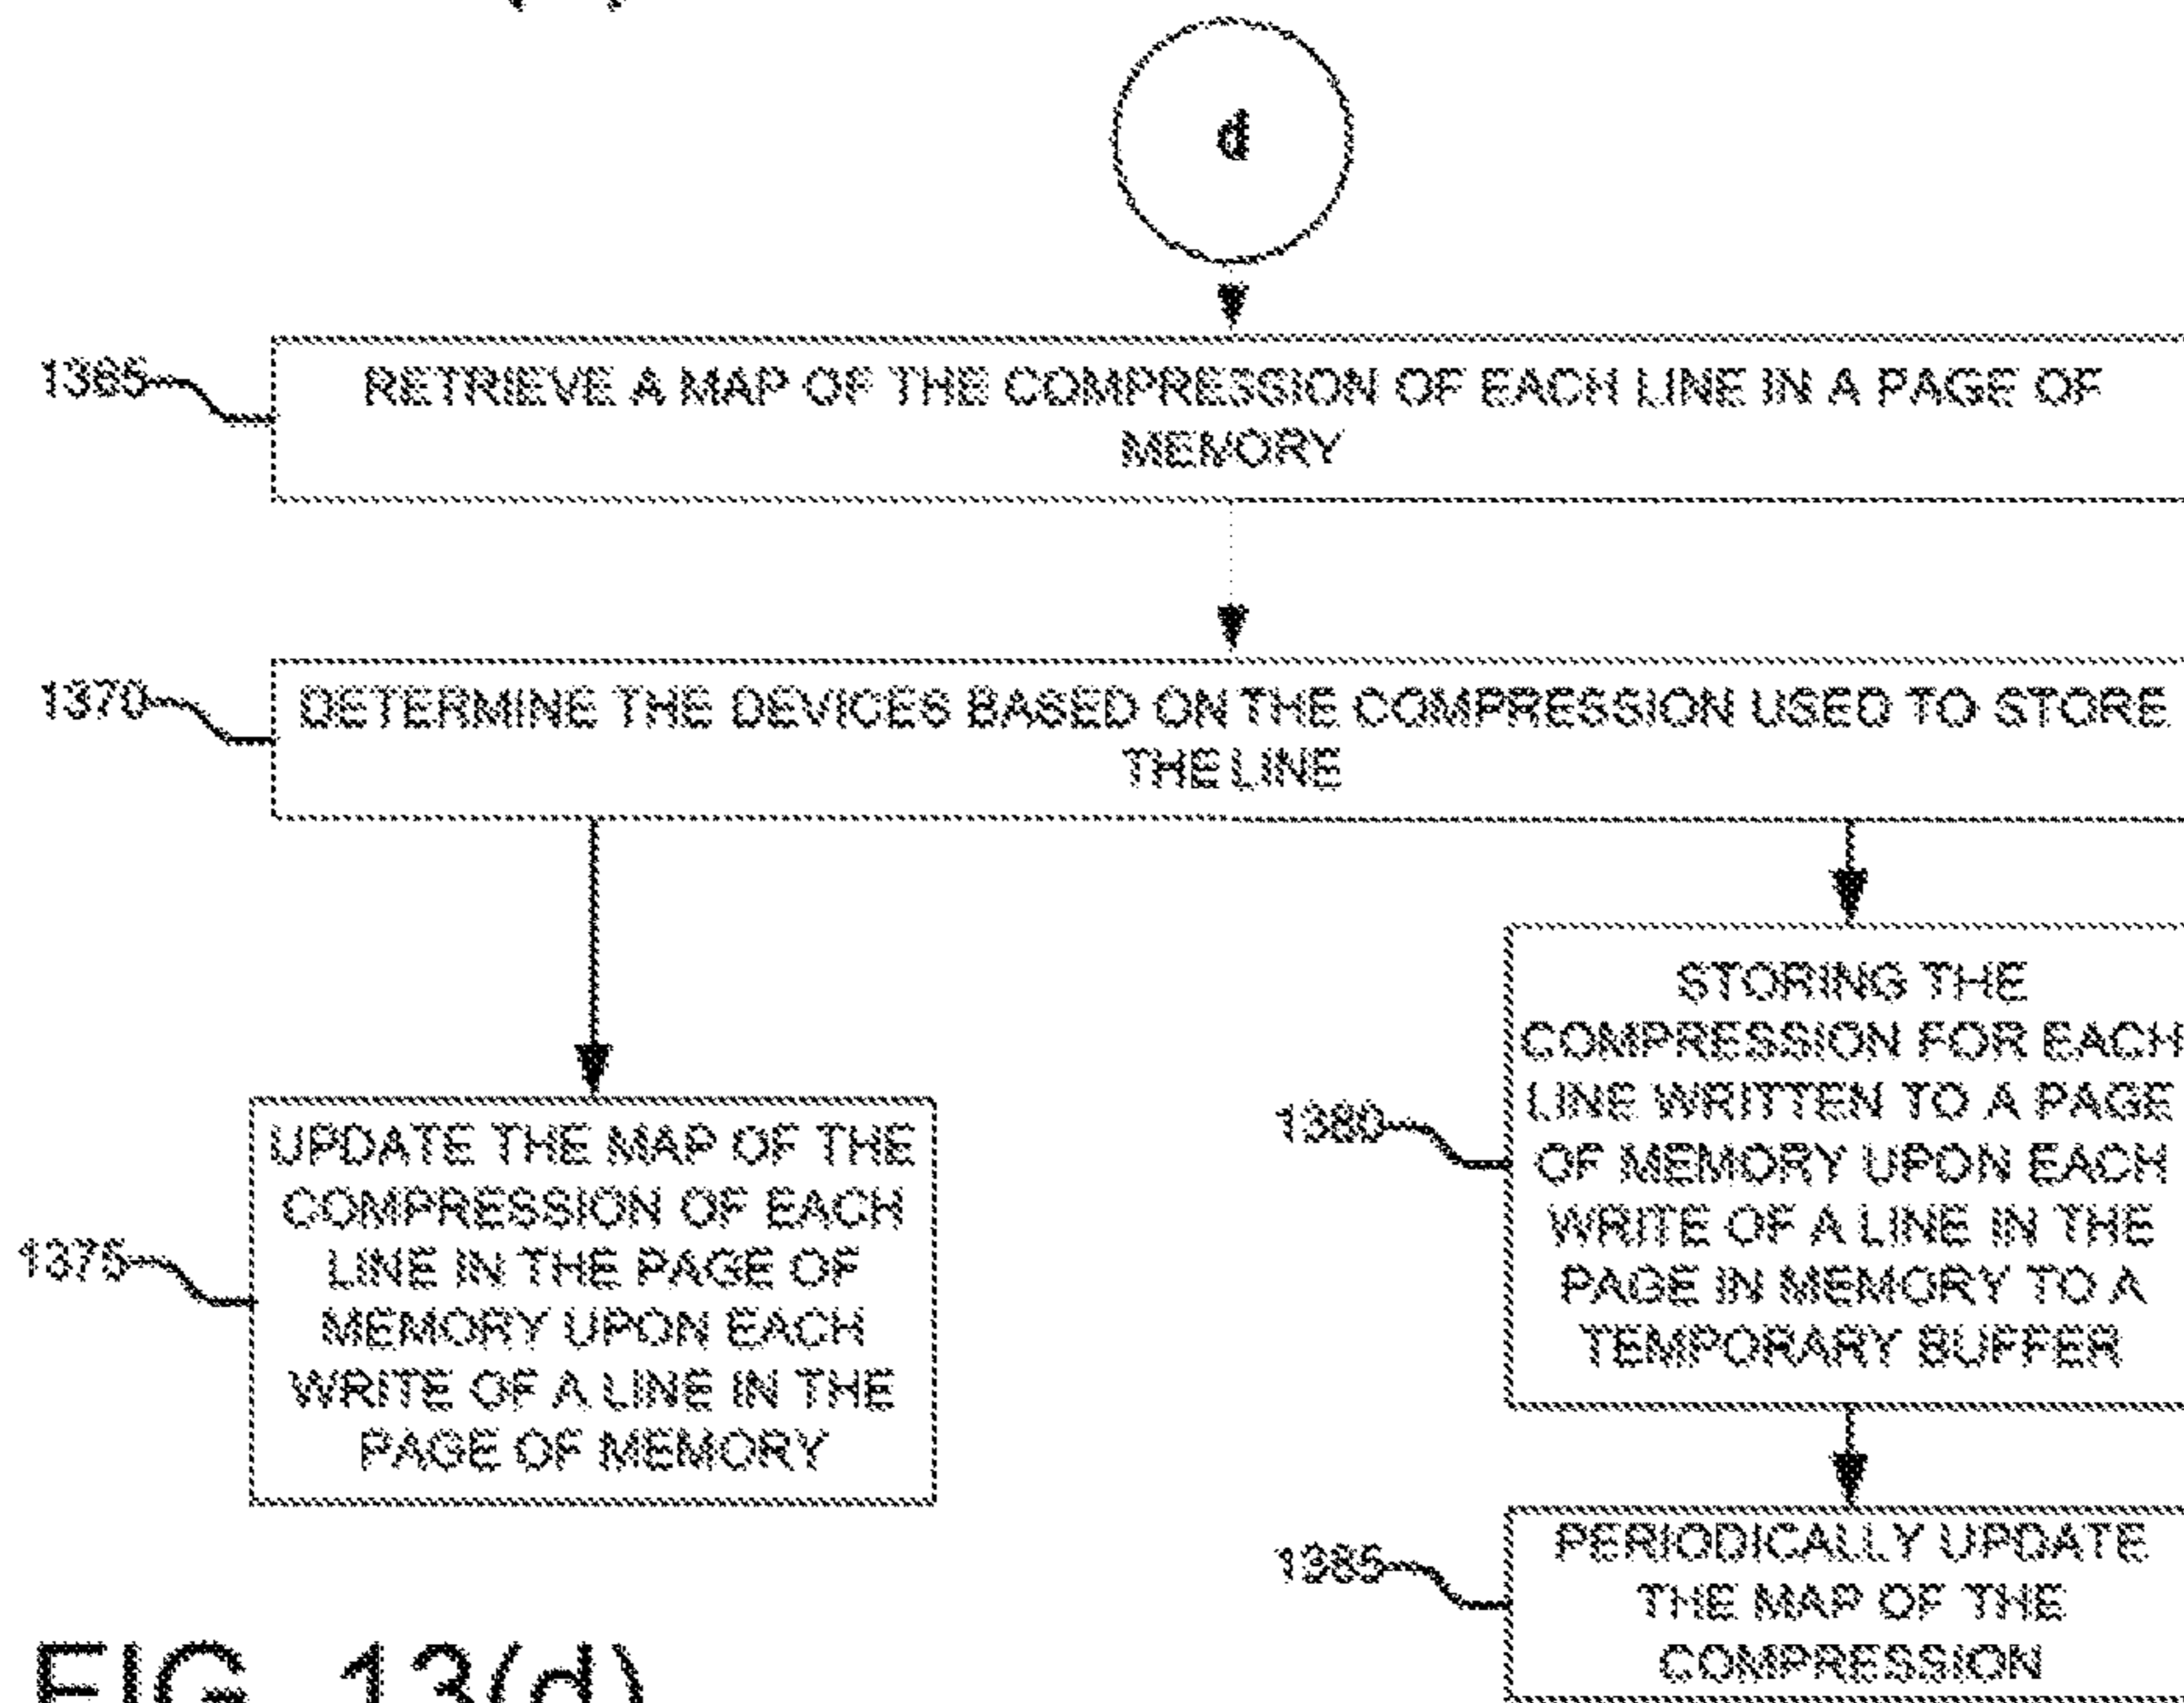 d
1365
RETRIEVE A MAP OF THE COMPRESSION OF EACH LINE IN A PAGE OF
MEMORY
1370
DETERMINE THE DEVICES BASED ON THE COMPRESSION USED TO STORE
THE LINE
1375
UPDATE THE MAP OF THE
COMPRESSION OF EACH
LINE IN THE PAGE OF
MEMORY UPON EACH
WRITE OF A LINE IN THE
PAGE OF MEMORY
1380
STORING THE
COMPRESSION FOR EACH
LINE WRITTEN TO A PAGE
OF MEMORY UPON EACH
WRITE OF A LINE IN THE
PAGE IN MEMORY TO A
TEMPORARY BUFFER
1385
PERIODICALLY UPDATE
THE MAP OF THE
COMPRESSION
FIG. 13(d)